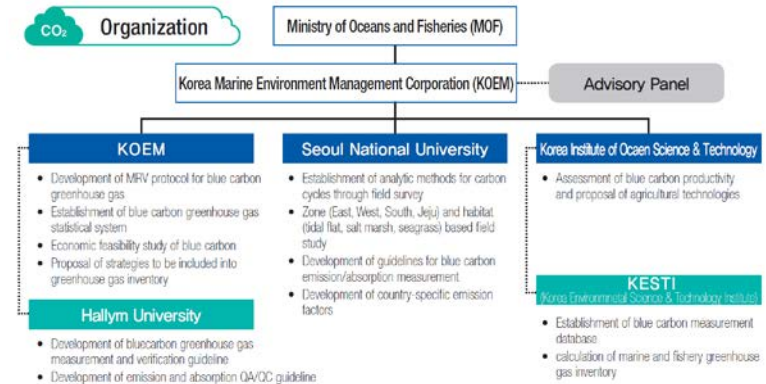 CO₂ Organization
Ministry of Oceans and Fisheries (MOF)
Korea Marine Environment Management Corporation (KOEM)
Advisory Panel
KOEM
• Development of MRV protocol for blue carbon
greenhouse gas
• Establishment of blue carbon greenhouse gas
statistical system
• Economic feasibility study of blue carbon
• Proposal of strategies to be included into
greenhouse gas inventory
Hallym University
• Development of bluecarbon greenhouse gas
measurement and verification guideline
• Development of emission and absorption QA/QC guideline
Seoul National University
• Establishment of analytic methods for carbon
cycles through field survey
• Zone (East, West, South, Jeju) and habitat
(tidal flat, salt marsh, seagrass) based field
study
• Development of guidelines for blue carbon
emission/absorption measurement
• Development of country-specific emission
factors
Korea Institute of Ocaen Science & Technology
• Assessment of blue carbon productivity
and proposal of agricultural technologies
KESTI
(Korea Environmnetal Science & Technology Institute)
• Establishment of blue carbon measurement
database
• calculation of marine and fishery greenhouse
gas inventory